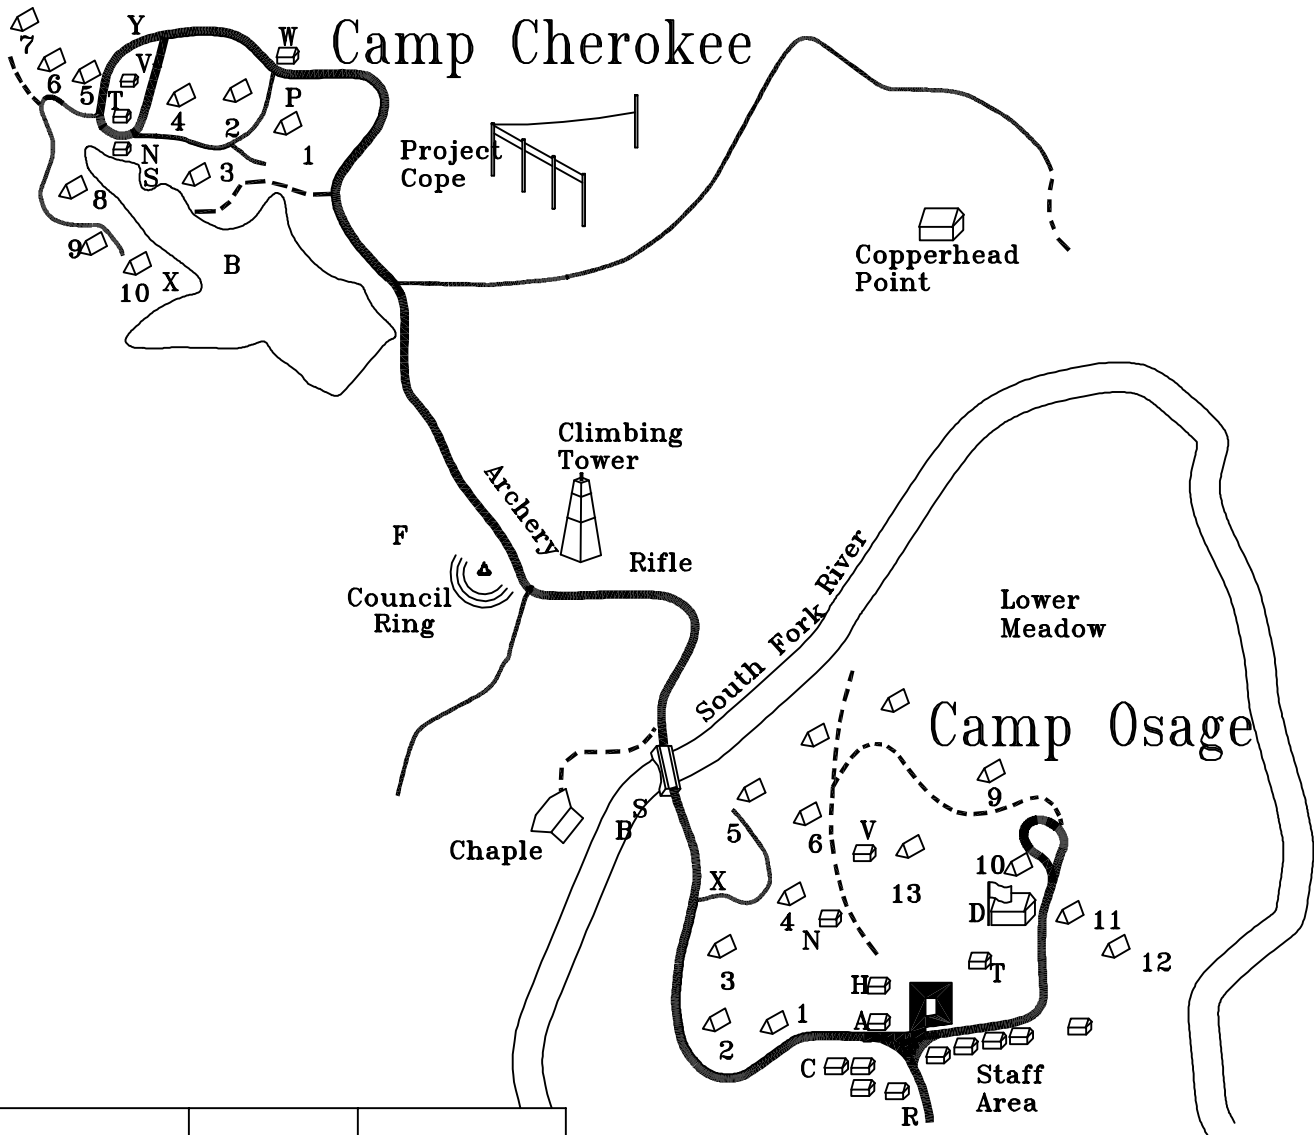 Camp Cherokee
Y
W
7
V
6
5
T
P
4
2
1
N
S
3
8
9
B
X
10
Project
Cope
Copperhead
Point
Climbing
Tower
Archery
F
Rifle
Council
Ring
South Fork River
Lower
Meadow
Camp Osage
9
S
B
5
6
V
Chaple
X
13
10
4
N
D
11
12
3
T
H
1
A
2
C
Staff
Area
R